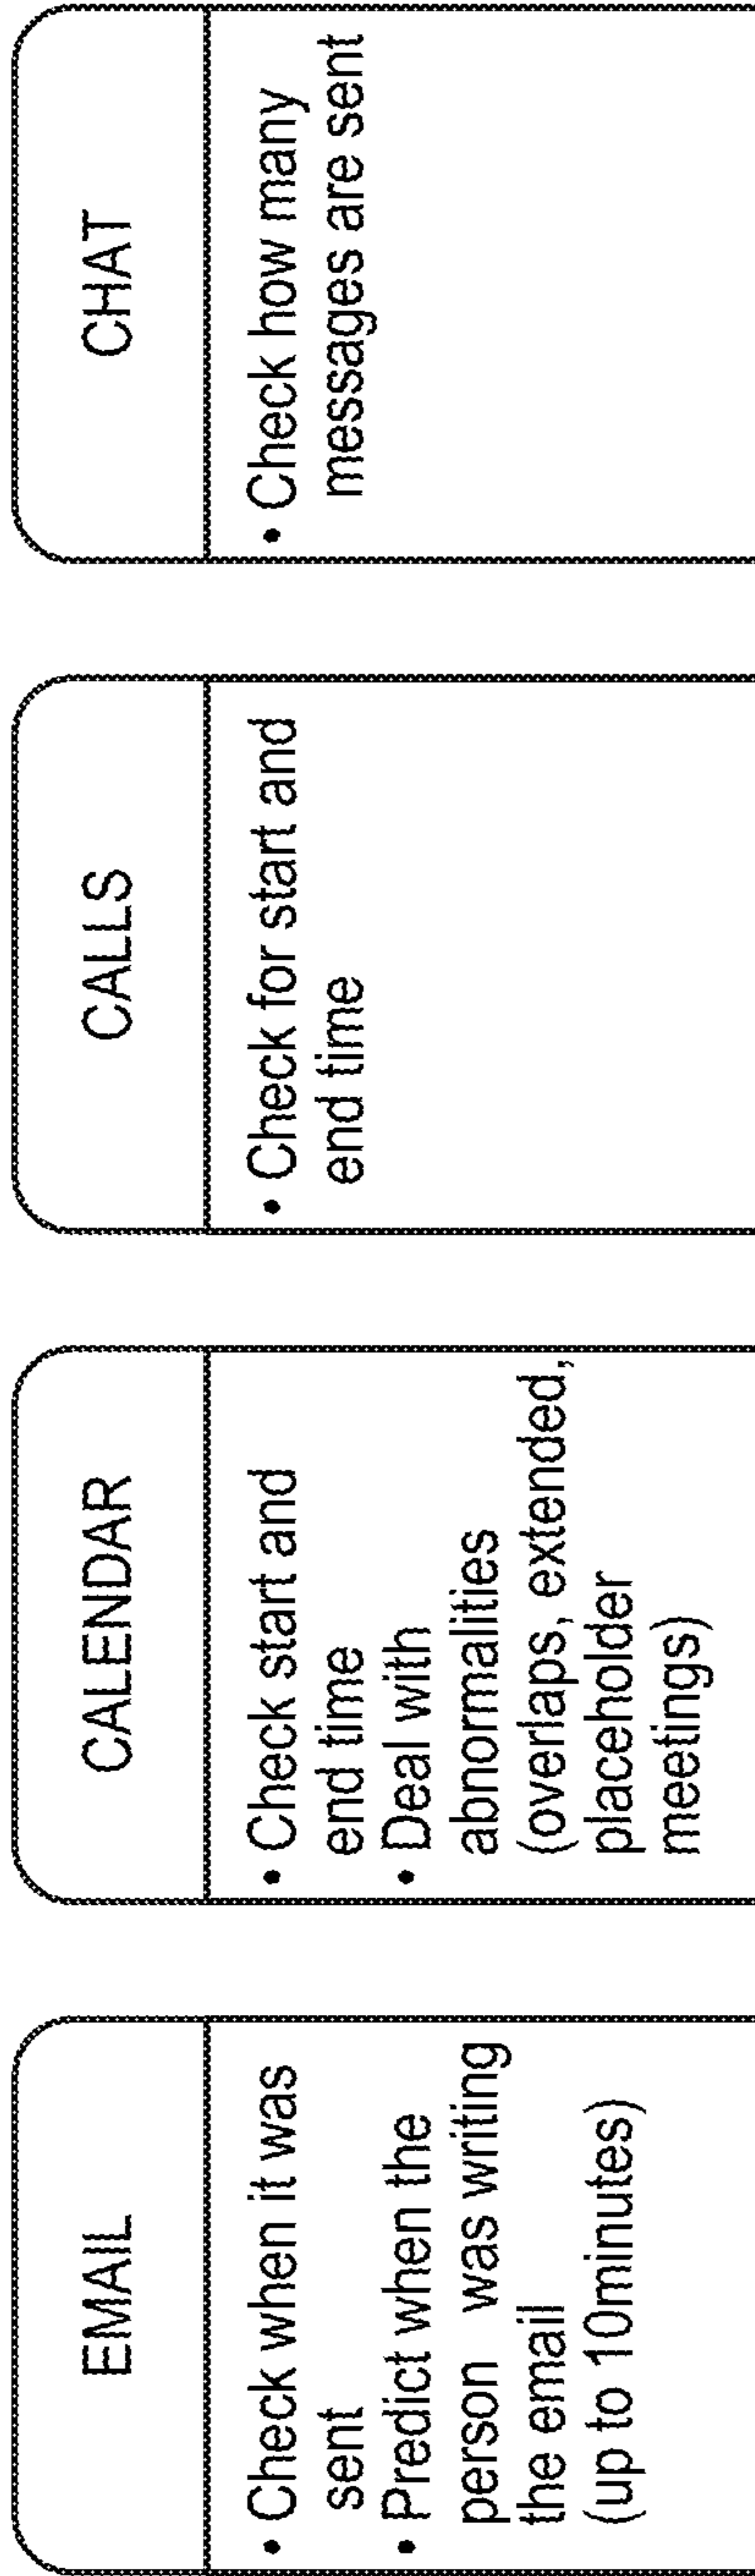 EMAIL
• Check when it was
sent
• Predict when the
person was writing
the email
(up to 10minutes)
CALENDAR
• Check start and
end time
• Deal with
abnormalities
(overlaps, extended,
placeholder
meetings)
CALLS
• Check for start and
end time
CHAT
• Check how many
messages are sent